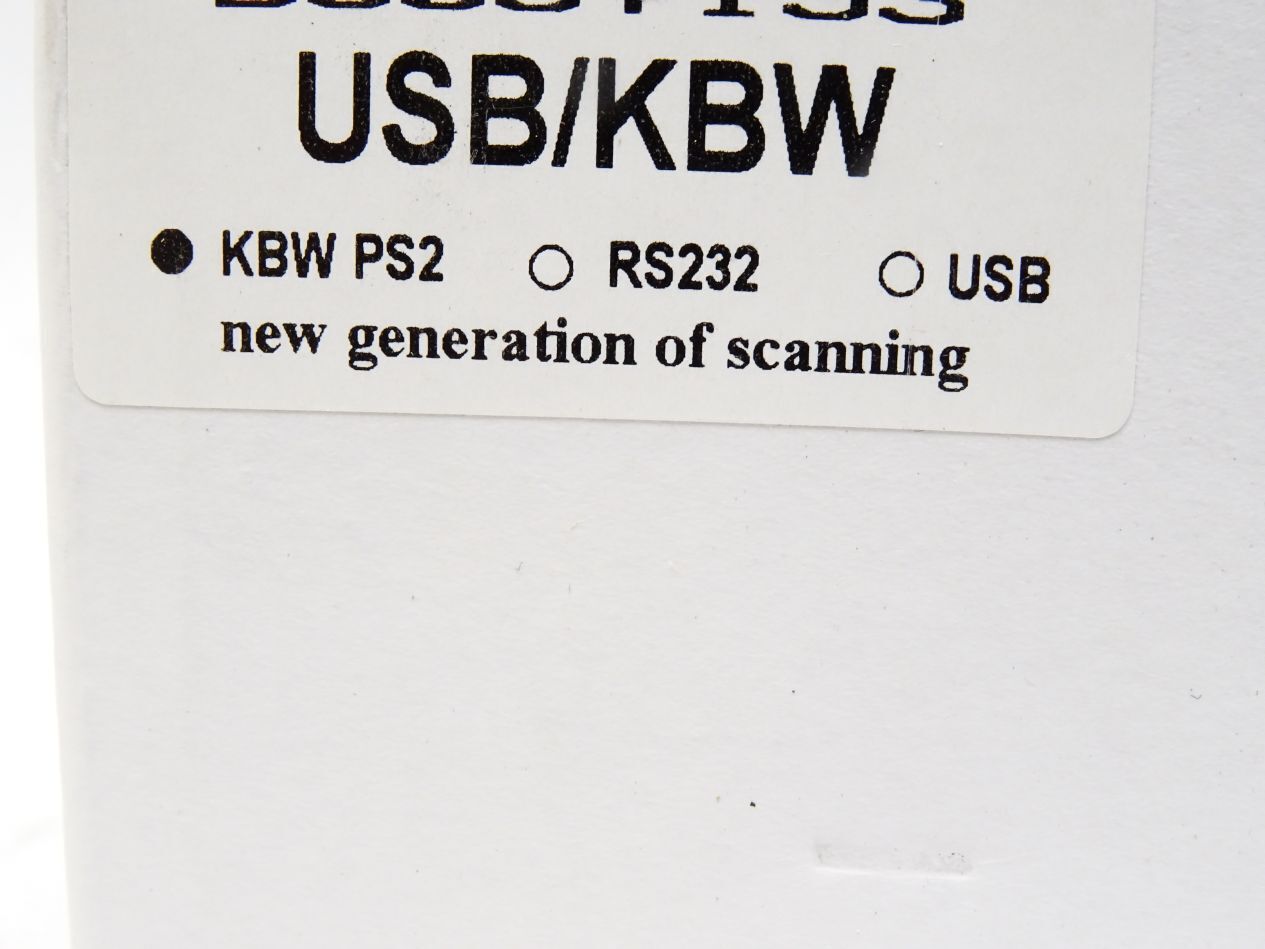 USB/KBW
● KBW PS2 ○ RS232 ○ USB
new generation of scanning